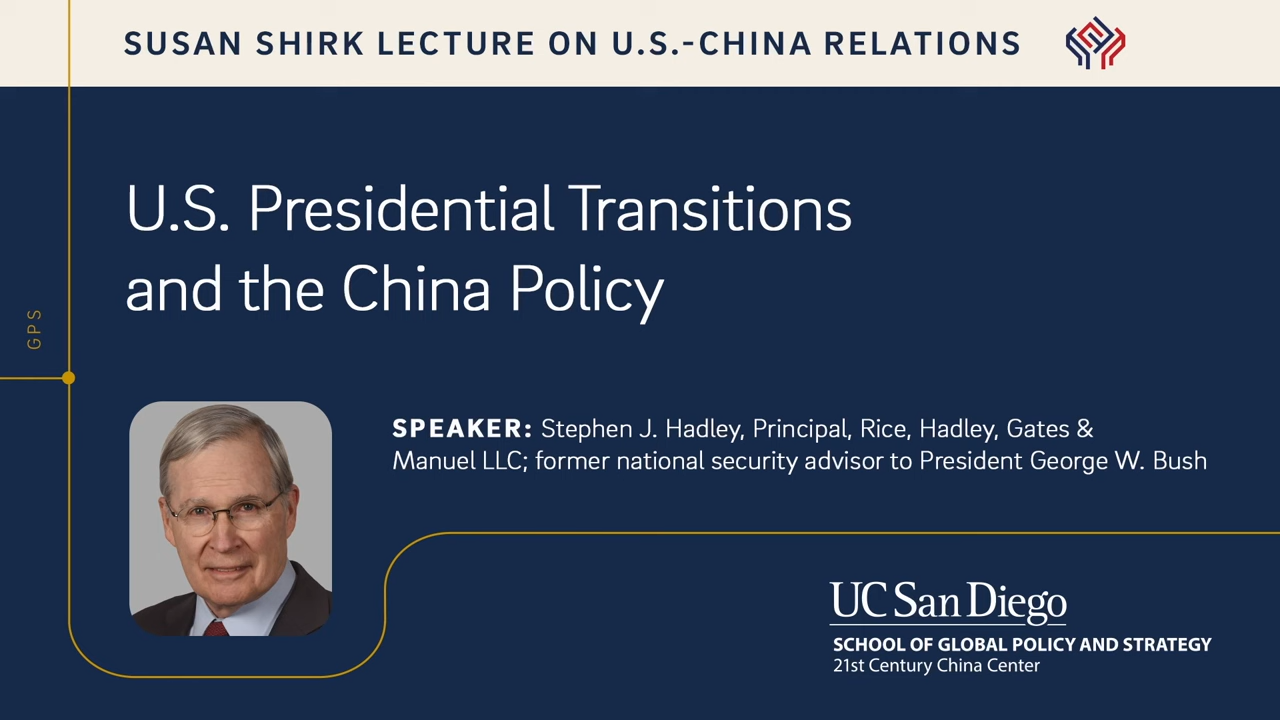 SUSAN SHIRK LECTURE ON U.S.-CHINA RELATIONS
U.S. Presidential Transitions
and the China Policy
GPS
SPEAKER: Stephen J. Hadley, Principal, Rice, Hadley, Gates &
Manuel LLC; former national security advisor to President George W. Bush
UC San Diego
SCHOOL OF GLOBAL POLICY AND STRATEGY
21st Century China Center